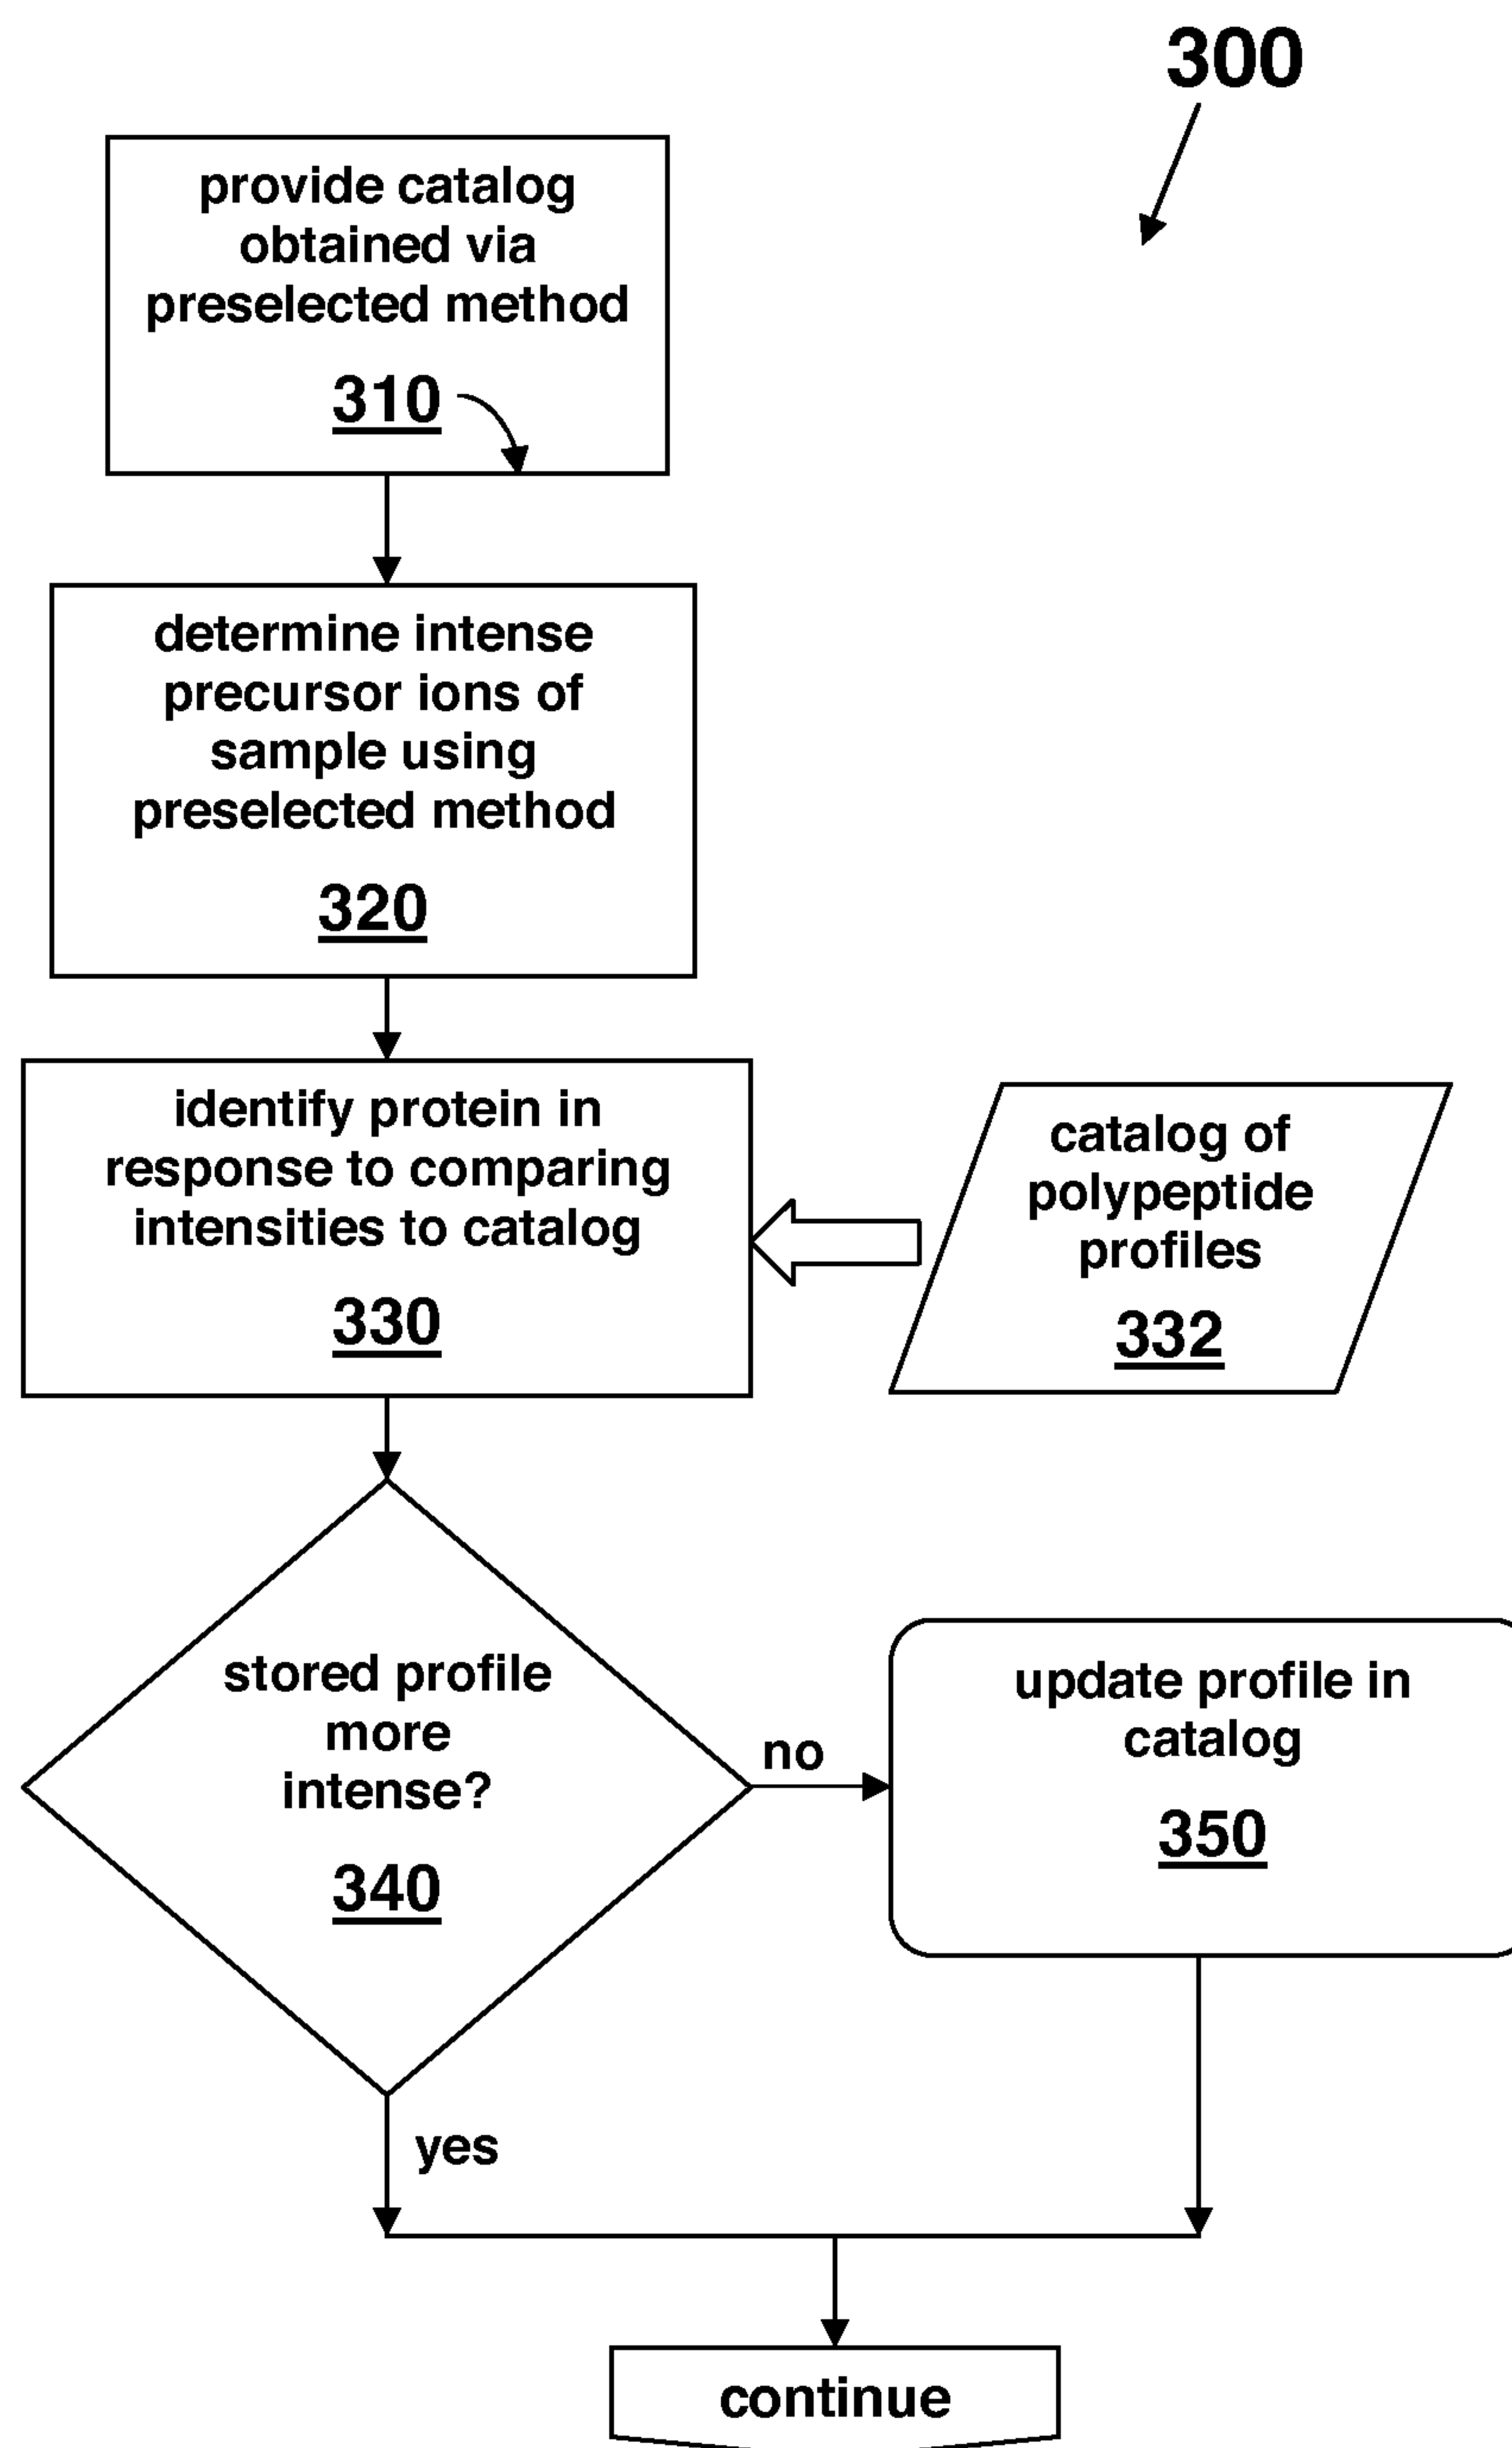 300
provide catalog
obtained via
preselected method
310
determine intense
precursor ions of
sample using
preselected method
320
identify protein in
response to comparing
intensities to catalog
330
catalog of
polypeptide
profiles
332
stored profile
more
intense?
340
no
update profile in
catalog
350
yes
continue